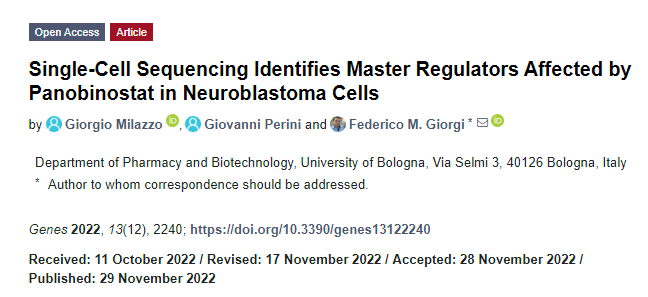 Open Access Article
Single-Cell Sequencing Identifies Master Regulators Affected by
Panobinostat in Neuroblastoma Cells
by Giorgio Milazzo iD, Giovanni Perini and Federico M. Giorgi * iD
Department of Pharmacy and Biotechnology, University of Bologna, Via Selmi 3, 40126 Bologna, Italy
* Author to whom correspondence should be addressed.
Genes 2022, 13(12), 2240; https://doi.org/10.3390/genes13122240
Received: 11 October 2022 / Revised: 17 November 2022 / Accepted: 28 November 2022 /
Published: 29 November 2022